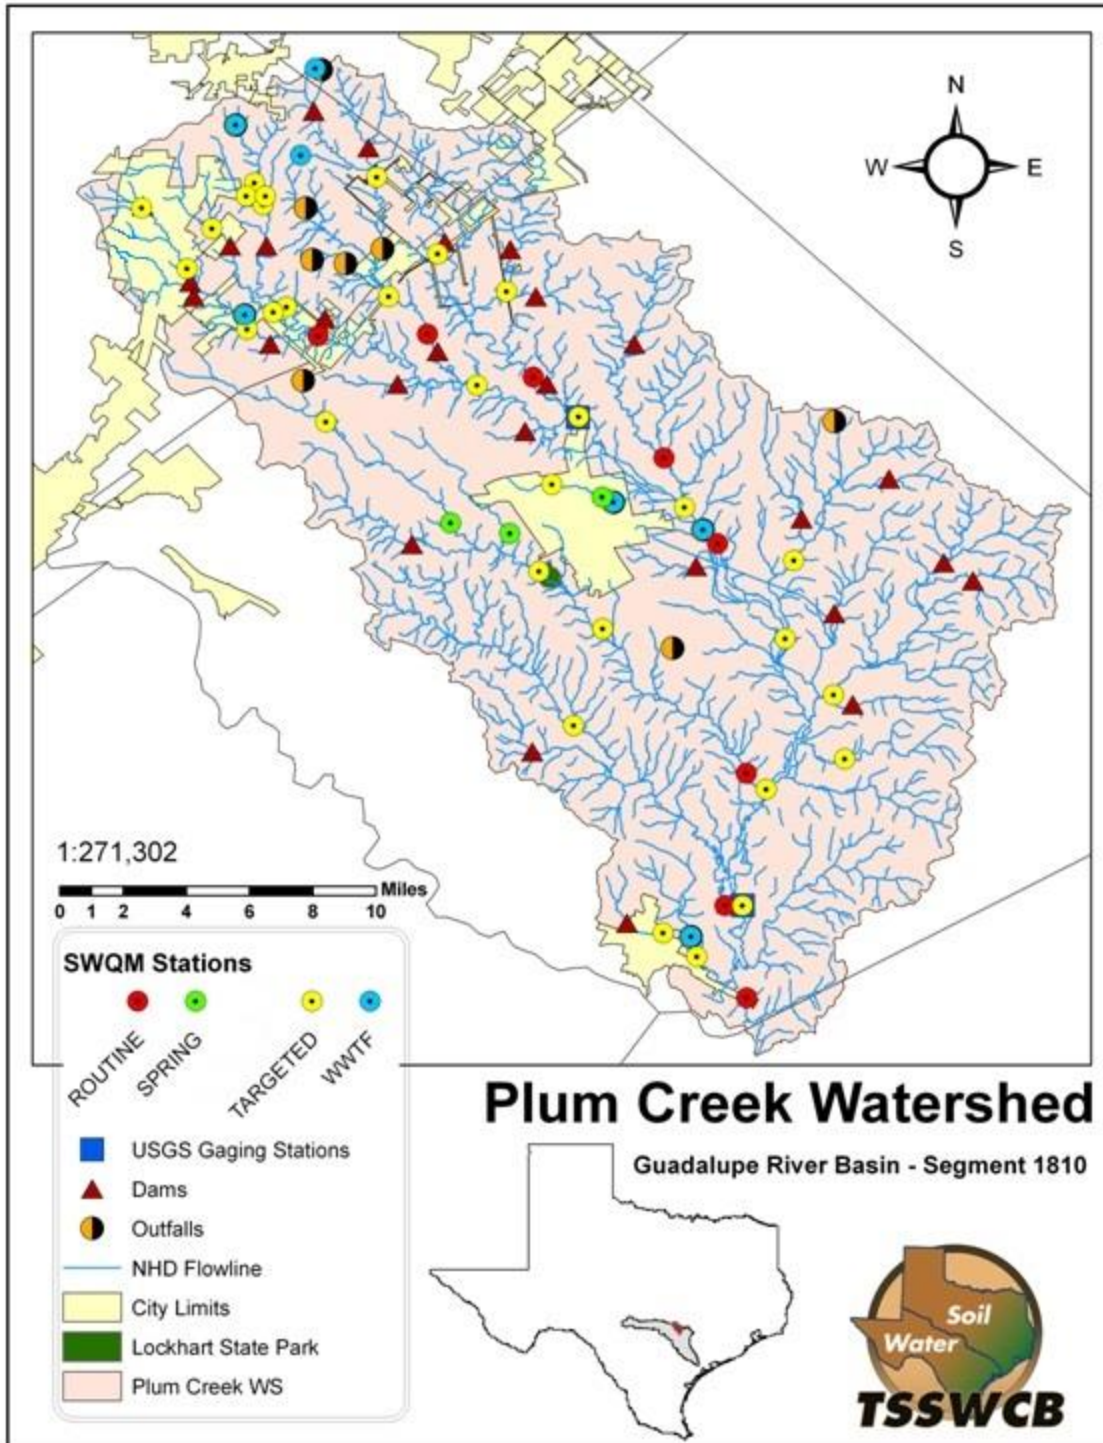 N
W
E
S
1:271,302
Miles
0 1 2 4 6 8 10
SWQM Stations
ROUTINE
SPRING
TARGETED
WWTF
USGS Gaging Stations
Dams
Outfalls
NHD Flowline
City Limits
Lockhart State Park
Plum Creek WS
Plum Creek Watershed
Guadalupe River Basin - Segment 1810
Soil
Water
TSSWCB